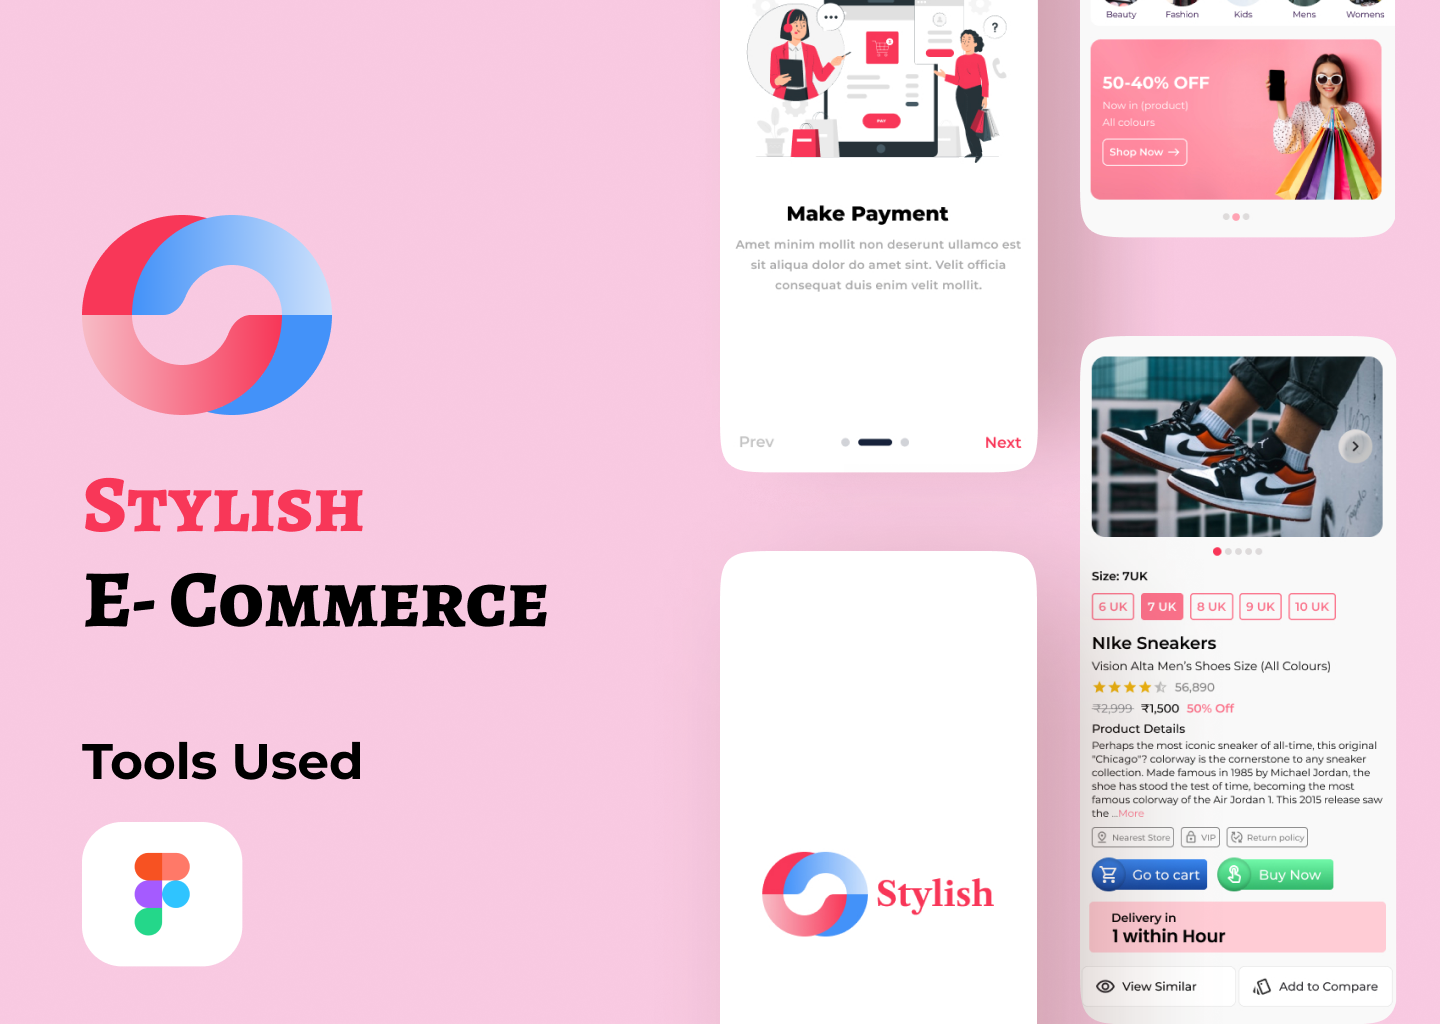 Stylish
E- Commerce
Tools Used
?
Make Payment
Amet minim mollit non deserunt ullamco est
sit aliqua dolor do amet sint. Velit officia
consequat duis enim velit mollit.
Prev
Next
Stylish
Beauty
Fashion
Kids
Mens
Womens
50-40% OFF
Now in (product)
All colours
Shop Now
Size: 7UK
6 UK
7 UK
8 UK
9 UK
10 UK
NIke Sneakers
Vision Alta Men’s Shoes Size (All Colours)
56,890
₹2,999 ₹1,500 50% Off
Product Details
Perhaps the most iconic sneaker of all-time, this original
"Chicago"? colorway is the cornerstone to any sneaker
collection. Made famous in 1985 by Michael Jordan, the
shoe has stood the test of time, becoming the most
famous colorway of the Air Jordan 1. This 2015 release saw
the ...More
Nearest Store
VIP
Return policy
Go to cart
Buy Now
Delivery in
1 within Hour
View Similar
Add to Compare